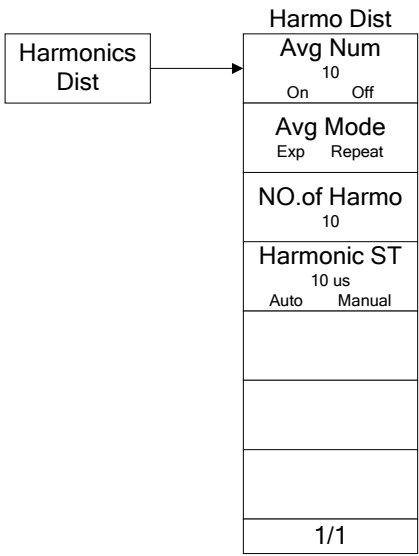 Harmo Dist
Harmonics
Dist
Avg Num
10
On Off
Avg Mode
Exp Repeat
NO.of Harmo
10
Harmonic ST
10 us
Auto Manual
1/1